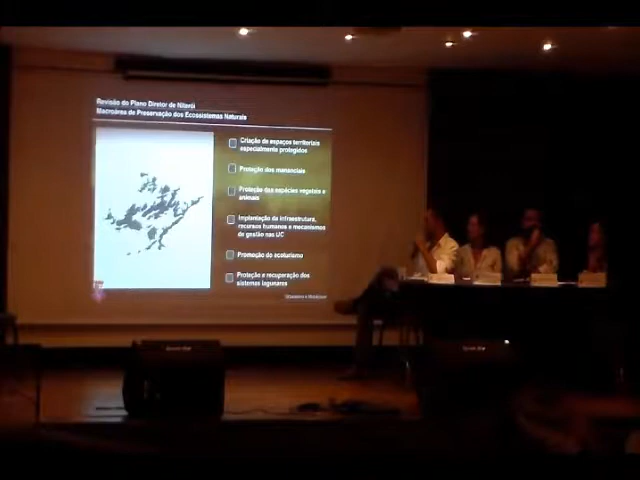 Revisão do Plano Diretor de Niterói
Macroárea de Preservação dos Ecossistemas Naturais
Criação de espaços territoriais
especialmente protegidos
Proteção dos mananciais
Proteção das espécies vegetais e
animais
Implantação de infraestrutura,
recursos humanos e mecanismos
de gestão nas UC
Promoção do ecoturismo
Proteção e recuperação dos
sistemas lagunares